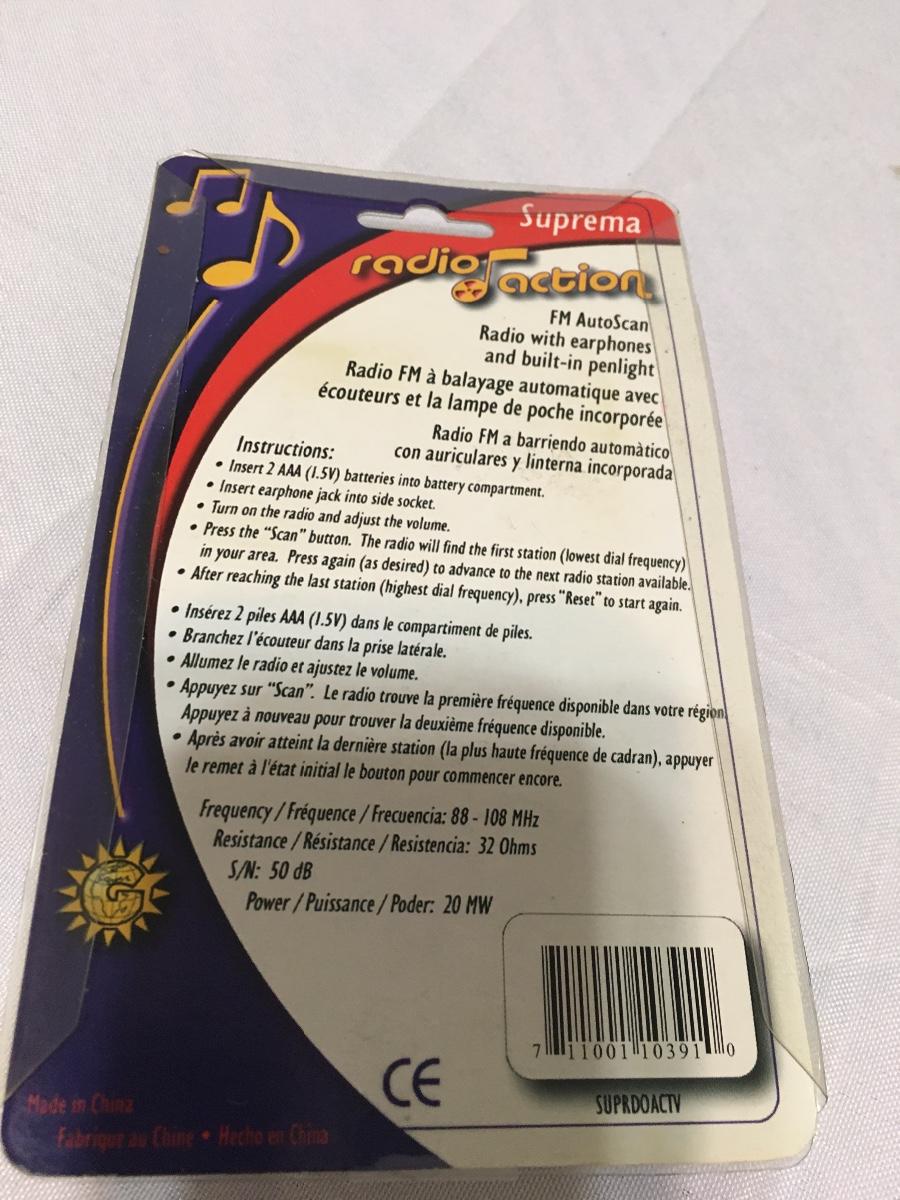 Suprema
radio action
FM AutoScan
Radio with earphones
and built-in penlight
Radio FM à balayage automatique avec
écouteurs et la lampe de poche incorporée
Radio FM a barriendo automàtico
con auriculares y linterna incorporada
Instructions:
• Insert 2 AAA (1.5V) batteries into battery compartment.
• Insert earphone jack into side socket.
• Turn on the radio and adjust the volume.
• Press the "Scan" button. The radio will find the first station (lowest dial frequency)
in your area. Press again (as desired) to advance to the next radio station available.
• After reaching the last station (highest dial frequency), press "Reset" to start again.
• Insérez 2 piles AAA (1.5V) dans le compartiment de piles.
• Branchez l'écouteur dans la prise latérale.
• Allumez le radio et ajustez le volume.
• Appuyez sur "Scan". Le radio trouve la première fréquence disponible dans votre région.
Appuyez à nouveau pour trouver la deuxième fréquence disponible.
• Après avoir atteint la dernière station (la plus haute fréquence de cadran), appuyer
le remet à l'état initial le bouton pour commencer encore.
Frequency / Fréquence / Frecuencia: 88 - 108 MHz
Resistance / Résistance / Resistencia: 32 Ohms
S/N: 50 dB
Power / Puissance / Poder: 20 MW
G
7 11001 10391 0
CE
SUPRDOACTV
Made in China
Fabrique au Chine • Hecho en China